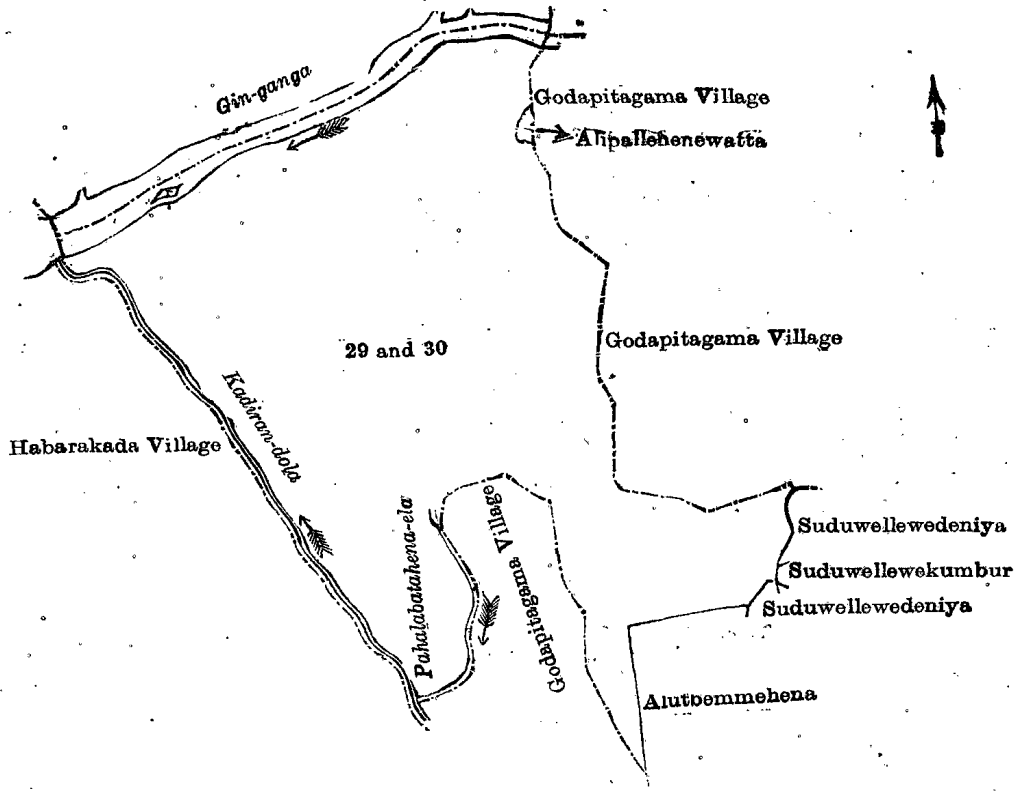 Gin-ganga
Godapitagama Village
Alipallehenewatta
29 and 30
Godapitagama Village
Kadiran-dola
Habarakada Village
Pahalabatahena-ela
Godapitagama Village
Suduwellewedeniya
Suduwellewekumbur
Suduwellewedeniya
Alutbemmehena